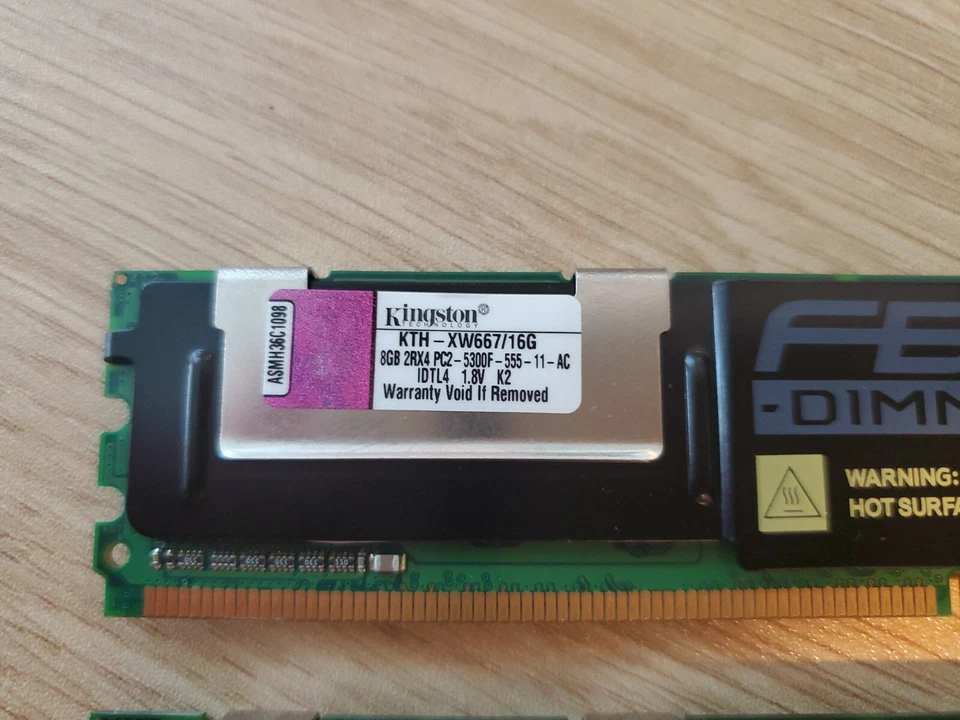 ASMH36C1098
Kingston®
TECHNOLOGY
KTH-XW667/16G
8GB 2RX4 PC2-5300F-555-11-AC
IDTL4 1.8V K2
Warranty Void If Removed
-DIMM
WARNING:
HOT